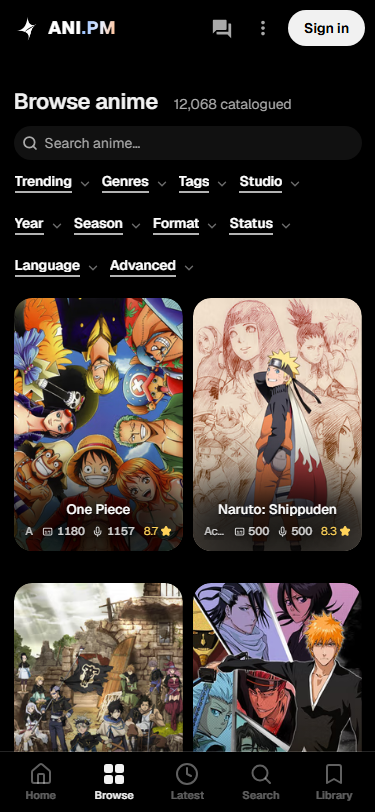 ANI.PM
Sign in
Browse anime 12,068 catalogued
Search anime...
Trending Genres Tags Studio
Year Season Format Status
Language Advanced
One Piece
A 1180 1157 8.7
Naruto: Shippuden
Ac... 500 500 8.3
Home Browse Latest Search Library